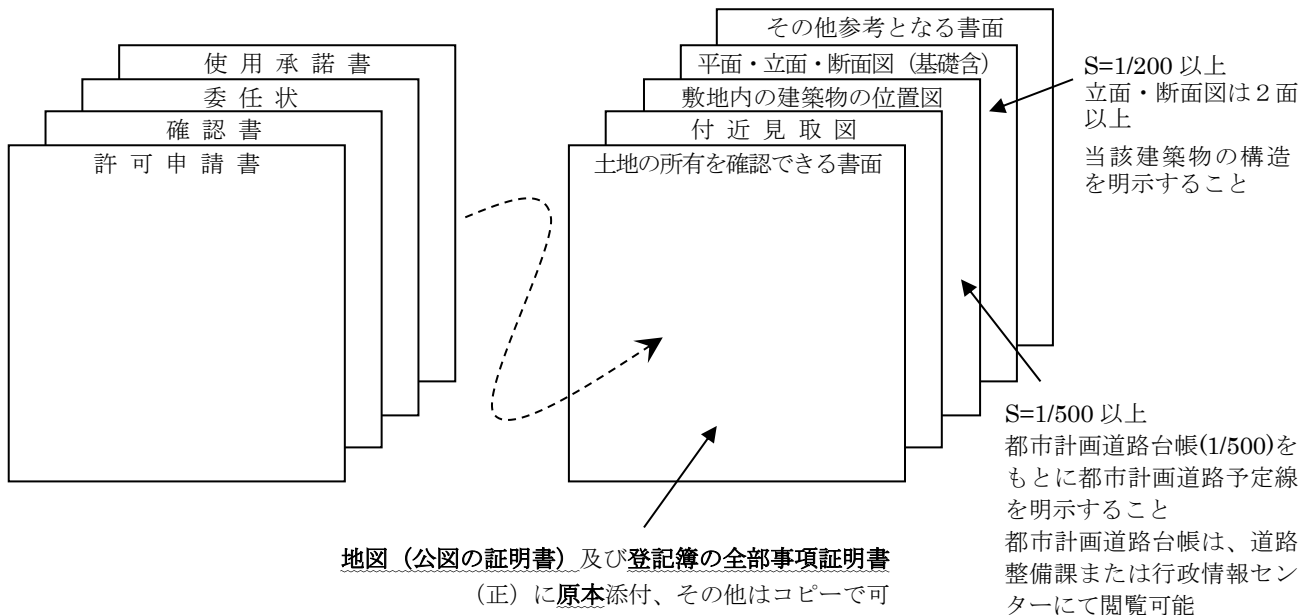 使用承諾書
委任状
確認書
許可申請書
その他参考となる書面
平面・立面・断面図（基礎含）
敷地内の建築物の位置図
付近見取図
土地の所有を確認できる書面
S=1/200 以上
立面・断面図は２面
以上
当該建築物の構造
を明示すること
S=1/500 以上
都市計画道路台帳(1/500)を
もとに都市計画道路予定線
を明示すること
都市計画道路台帳は、道路
整備課または行政情報セン
ターにて閲覧可能
地図（公図の証明書）及び登記簿の全部事項証明書
（正）に原本添付、その他はコピーで可